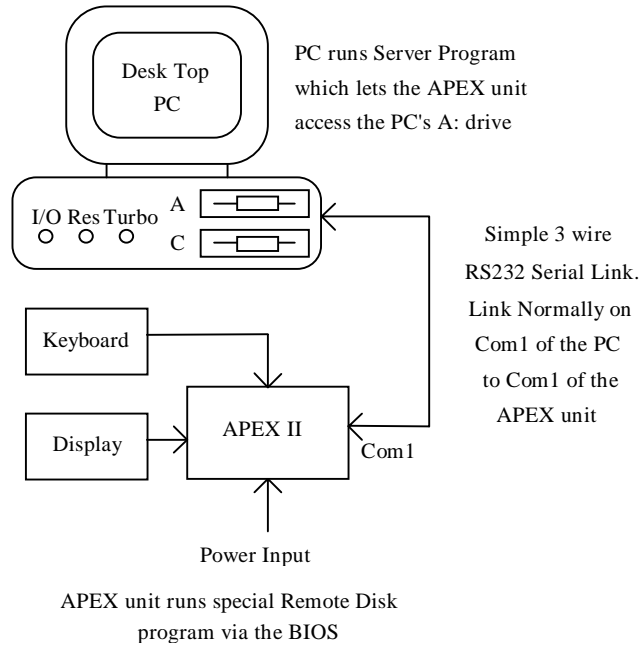 Desk Top
PC
PC runs Server Program
which lets the APEX unit
access the PC's A: drive
I/O Res Turbo
A
C
Simple 3 wire
RS232 Serial Link.
Link Normally on
Com1 of the PC
to Com1 of the
APEX unit
Keyboard
Display
APEX II
Com1
Power Input
APEX unit runs special Remote Disk
program via the BIOS